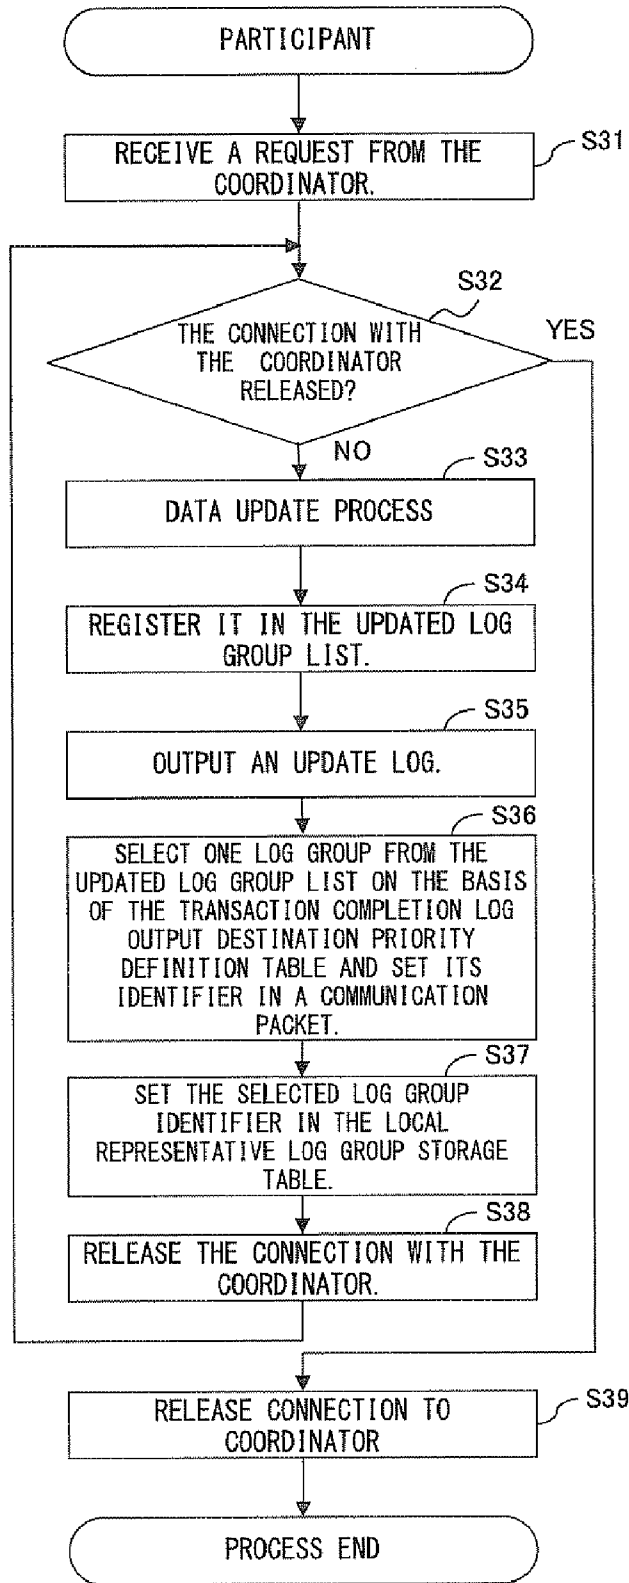 PARTICIPANT
RECEIVE A REQUEST FROM THE
COORDINATOR.
S31
S32
THE CONNECTION WITH
THE COORDINATOR
RELEASED?
YES
NO
S33
DATA UPDATE PROCESS
S34
REGISTER IT IN THE UPDATED LOG
GROUP LIST.
S35
OUTPUT AN UPDATE LOG.
S36
SELECT ONE LOG GROUP FROM THE
UPDATED LOG GROUP LIST ON THE BASIS
OF THE TRANSACTION COMPLETION LOG
OUTPUT DESTINATION PRIORITY
DEFINITION TABLE AND SET ITS
IDENTIFIER IN A COMMUNICATION
PACKET.
S37
SET THE SELECTED LOG GROUP
IDENTIFIER IN THE LOCAL
REPRESENTATIVE LOG GROUP STORAGE
TABLE.
S38
RELEASE THE CONNECTION WITH THE
COORDINATOR.
S39
RELEASE CONNECTION TO
COORDINATOR
PROCESS END